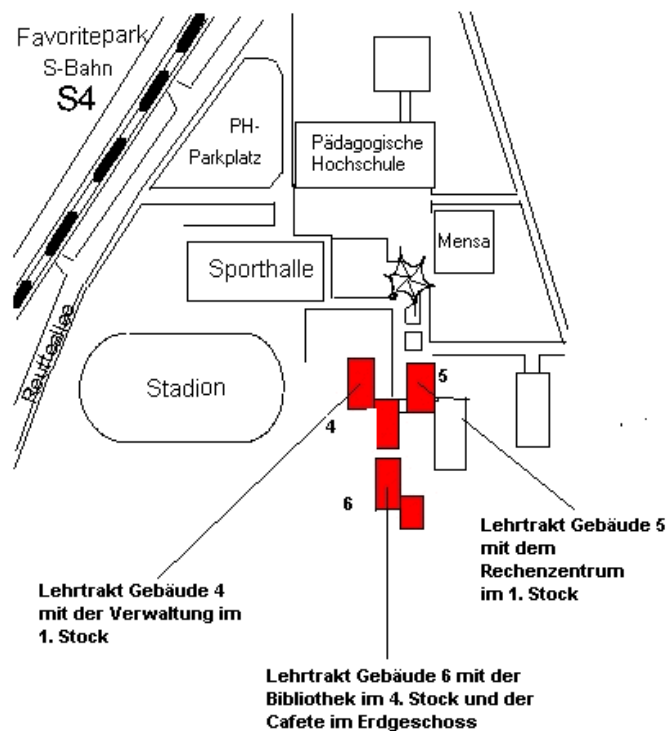 Favoritepark
S-Bahn
S4
PH-
Parkplatz
Pädagogische
Hochschule
Mensa
Sporthalle
Reutteallee
Stadion
5
4
6
Lehrtrakt Gebäude 5
mit dem
Rechenzentrum
im 1. Stock
Lehrtrakt Gebäude 4
mit der Verwaltung im
1. Stock
Lehrtrakt Gebäude 6 mit der
Bibliothek im 4. Stock und der
Cafete im Erdgeschoss